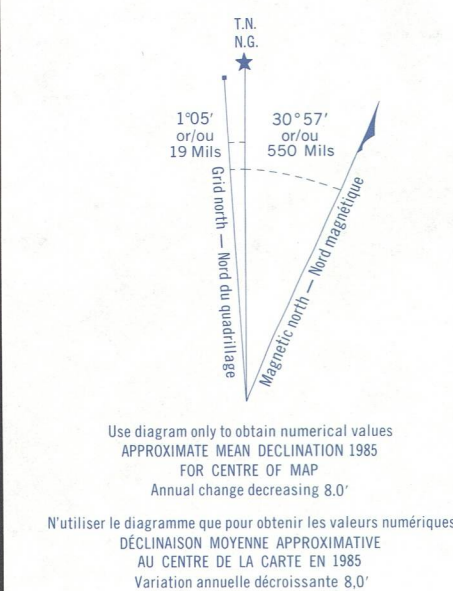 T.N.
N.G.
1°05'
or/ou
19 Mils
30°57'
or/ou
550 Mils
Grid north — Nord du quadrillage
Magnetic north — Nord magnétique
Use diagram only to obtain numerical values
APPROXIMATE MEAN DECLINATION 1985
FOR CENTRE OF MAP
Annual change decreasing 8.0'
N'utiliser le diagramme que pour obtenir les valeurs numériques
DÉCLINAISON MOYENNE APPROXIMATIVE
AU CENTRE DE LA CARTE EN 1985
Variation annuelle décroissante 8,0'